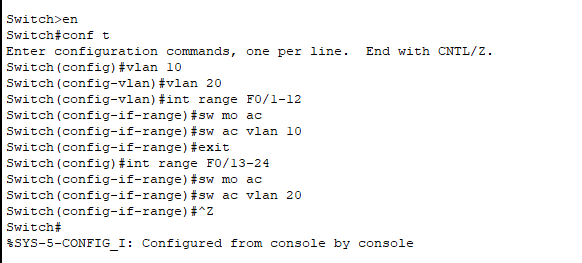 Switch>en
Switch#conf t
Enter configuration commands, one per line.  End with CNTL/Z.
Switch(config)#vlan 10
Switch(config-vlan)#vlan 20
Switch(config-vlan)#int range F0/1-12
Switch(config-if-range)#sw mo ac
Switch(config-if-range)#sw ac vlan 10
Switch(config-if-range)#exit
Switch(config)#int range F0/13-24
Switch(config-if-range)#sw mo ac
Switch(config-if-range)#sw ac vlan 20
Switch(config-if-range)#^Z
Switch#
%SYS-5-CONFIG_I: Configured from console by console